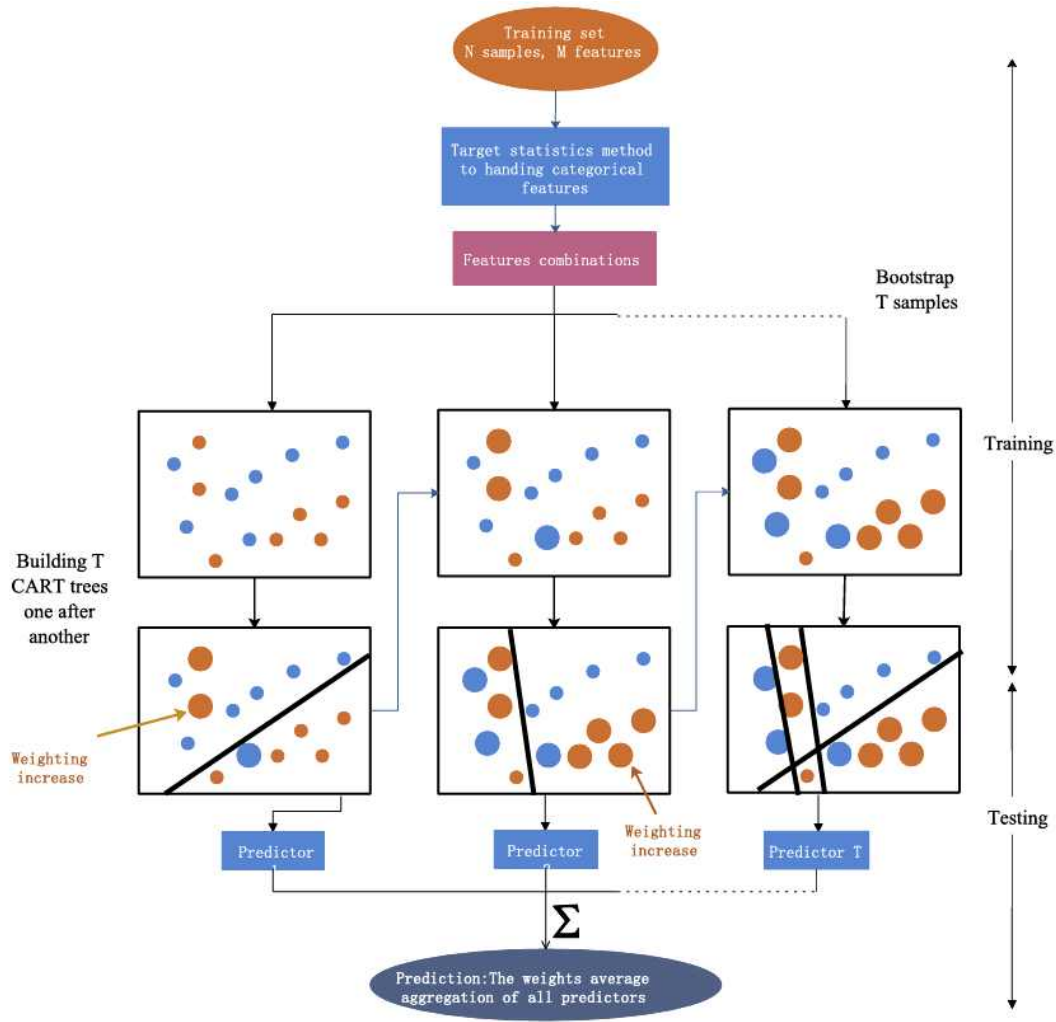 Training set
N samples, M features
Target statistics method
to handing categorical
features
Features combinations
Bootstrap
T samples
Training
Building T
CART trees
one after
another
Weighting
increase
Weighting
increase
Testing
Predictor
Predictor
Predictor T
Σ
Prediction:The weights average
aggregation of all predictors